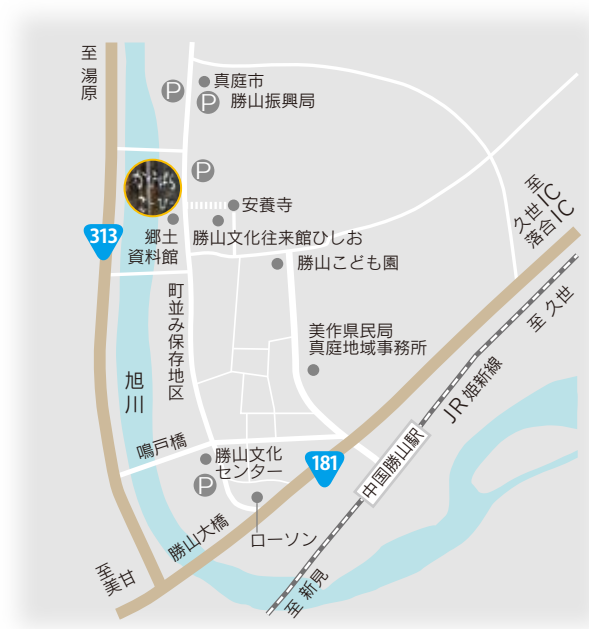 至 湯原
P
真庭市
P 勝山振興局
P
安養寺
郷土
資料館
勝山文化往来館ひしお
313
勝山こども園
至
久世IC
落合IC
至 久世
町並み保存地区
美作県民局
真庭地域事務所
旭川
JR姫新線
鳴戸橋
勝山文化
センター
P
181
中国勝山駅
勝山大橋
ローソン
至
美甘
至 新見